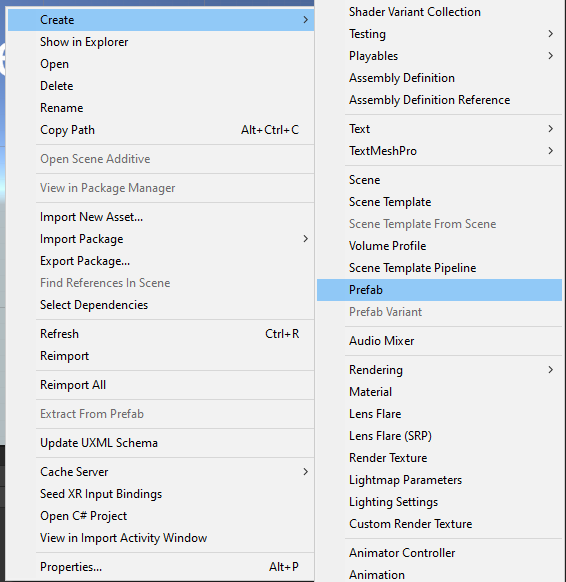 Create
Show in Explorer
Open
Delete
Rename
Copy Path Alt+Ctrl+C
Open Scene Additive
View in Package Manager
Import New Asset...
Import Package
Export Package...
Find References In Scene
Select Dependencies
Refresh Ctrl+R
Reimport
Reimport All
Extract From Prefab
Update UXML Schema
Cache Server
Seed XR Input Bindings
Open C# Project
View in Import Activity Window
Properties... Alt+P
Shader Variant Collection
Testing
Playables
Assembly Definition
Assembly Definition Reference
Text
TextMeshPro
Scene
Scene Template
Scene Template From Scene
Volume Profile
Scene Template Pipeline
Prefab
Prefab Variant
Audio Mixer
Rendering
Material
Lens Flare
Lens Flare (SRP)
Render Texture
Lightmap Parameters
Lighting Settings
Custom Render Texture
Animator Controller
Animation